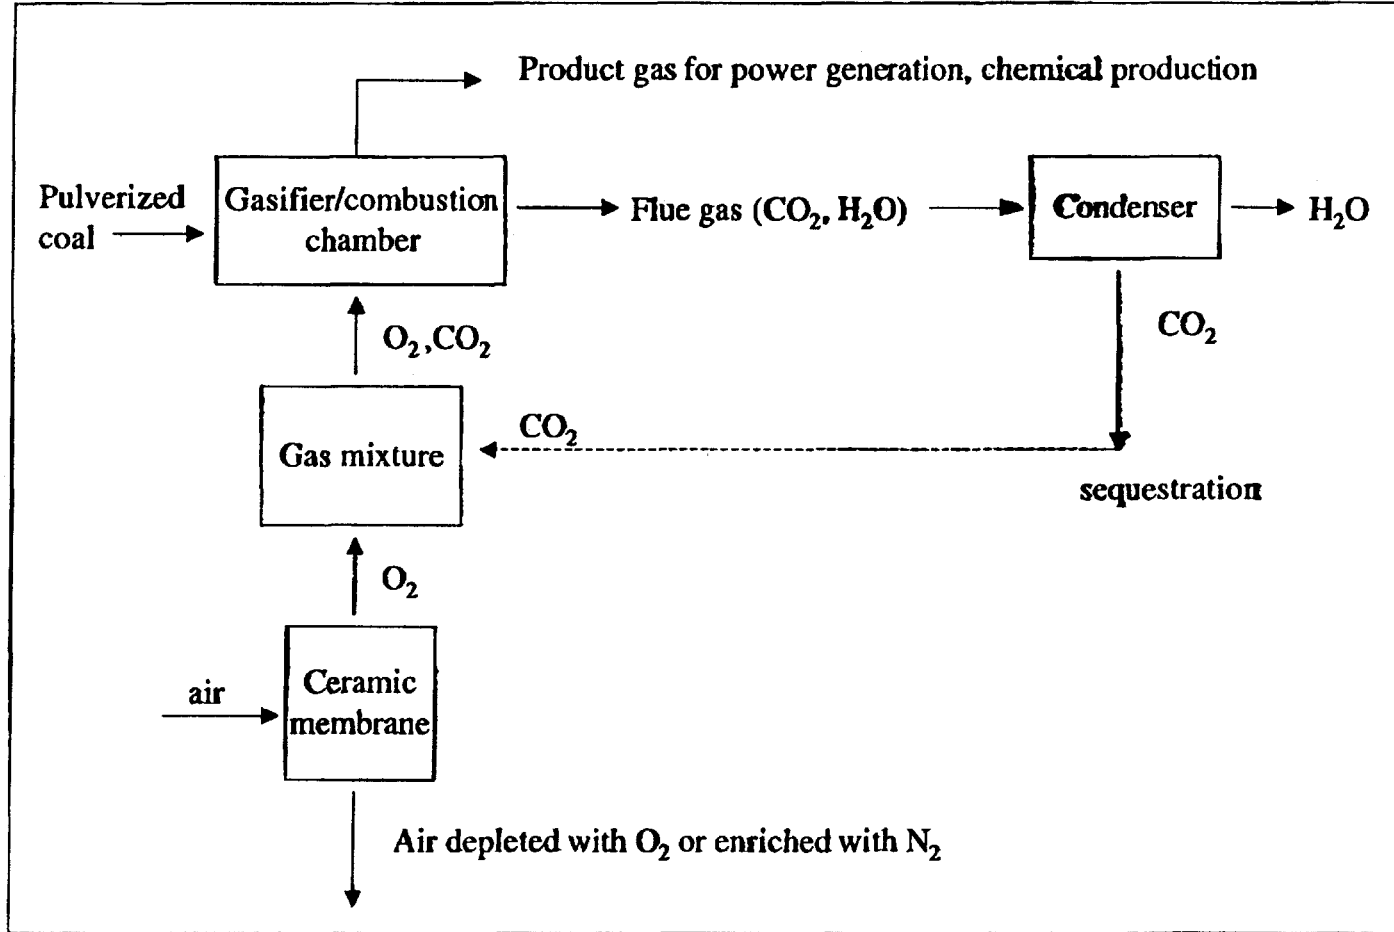 Product gas for power generation, chemical production
Pulverized
coal
Gasifier/combustion
chamber
Flue gas (CO₂, H₂O)
Condenser
H₂O
O₂,CO₂
CO₂
CO₂
Gas mixture
sequestration
O₂
air
Ceramic
membrane
Air depleted with O₂ or enriched with N₂